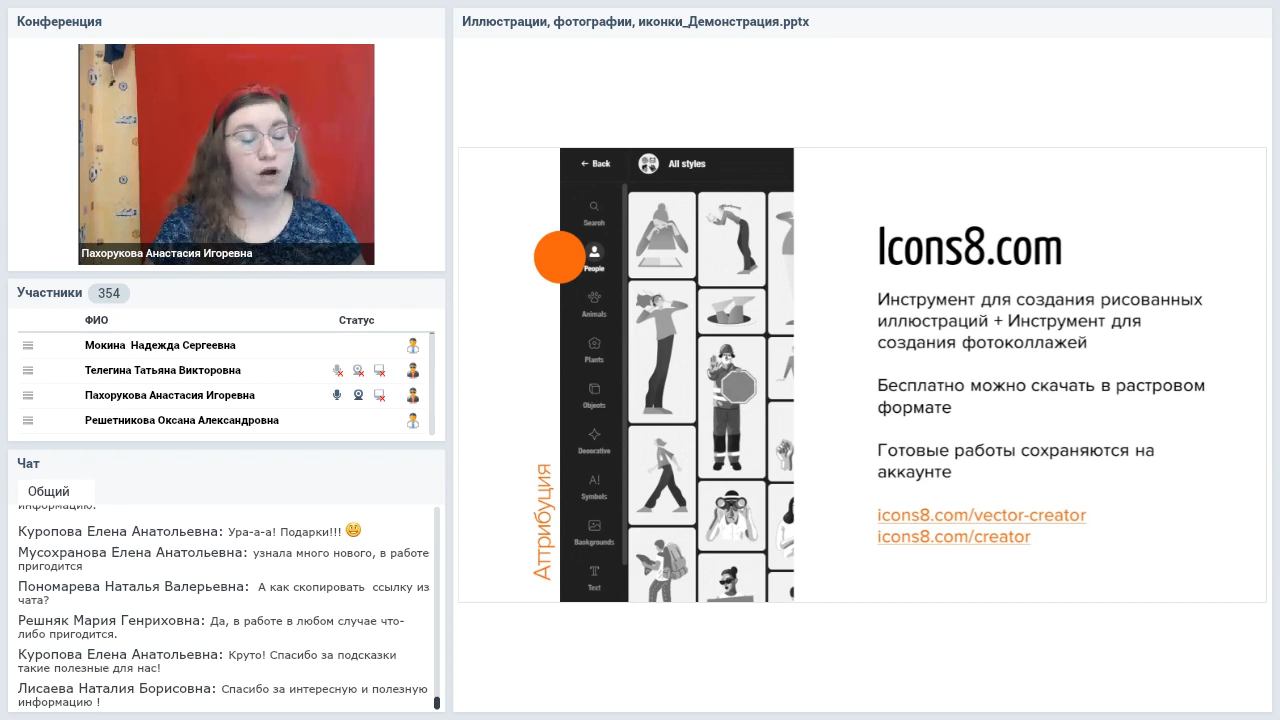 Конференция
Пахорукова Анастасия Игоревна
Участники 354
ФИО Статус
Мокина Надежда Сергеевна
Телегина Татьяна Викторовна
Пахорукова Анастасия Игоревна
Решетникова Оксана Александровна
Чат
Общий
информацию.
Куропова Елена Анатольевна: Ура-а-а! Подарки!!!
Мусохранова Елена Анатольевна: узнала много нового, в работе
пригодится
Пономарева Наталья Валерьевна: А как скопировать ссылку из
чата?
Решняк Мария Генриховна: Да, в работе в любом случае что-
либо пригодится.
Куропова Елена Анатольевна: Круто! Спасибо за подсказки
такие полезные для нас!
Лисаева Наталия Борисовна: Спасибо за интересную и полезную
информацию !
Иллюстрации, фотографии, иконки_Демонстрация.pptx
← Back
All styles
Search
People
Animals
Plants
Objects
Decorative
A!
Symbols
Backgrounds
T
Text
Аттрибуция
Icons8.com
Инструмент для создания рисованных
иллюстраций + Инструмент для
создания фотоколлажей
Бесплатно можно скачать в растровом
формате
Готовые работы сохраняются на
аккаунте
icons8.com/vector-creator
icons8.com/creator